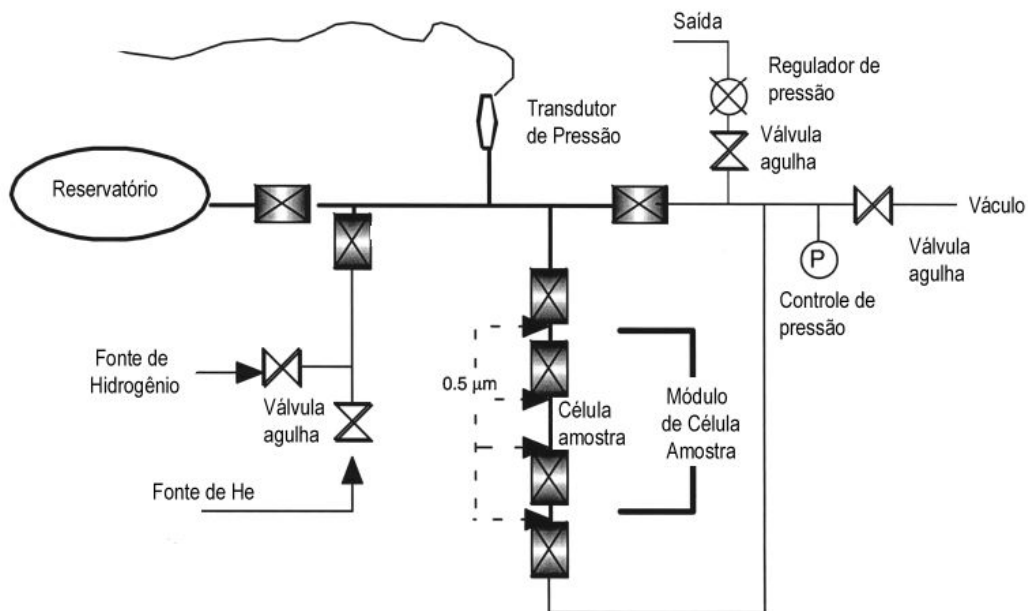 Saída
Regulador de
pressão
Transdutor
de Pressão
Válvula
agulha
Reservatório
Váculo
Válvula
agulha
P
Controle de
pressão
Fonte de
Hidrogênio
Válvula
agulha
0.5 µm
Célula
amostra
Módulo
de Célula
Amostra
Fonte de He